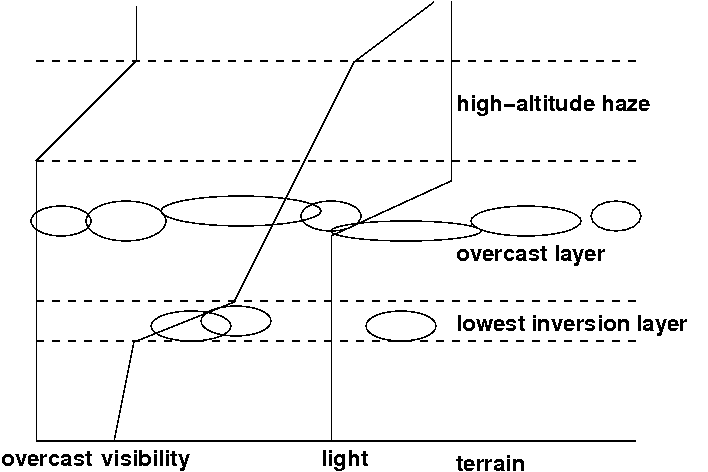 high-altitude haze
overcast layer
lowest inversion layer
overcast visibility
light
terrain